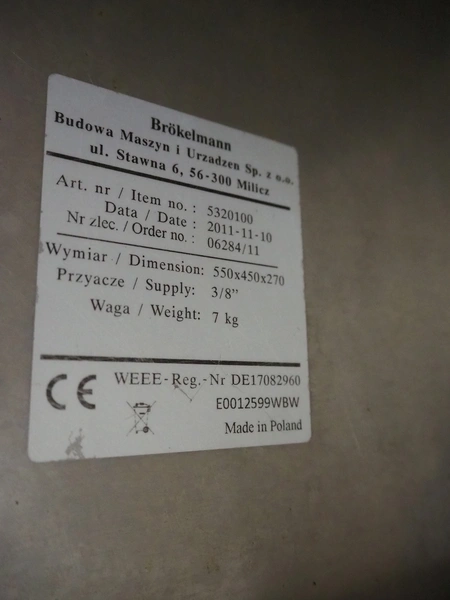 Brökelmann
Budowa Maszyn i Urzadzen Sp. z o.o.
ul. Stawna 6, 56-300 Milicz
Art. nr / Item no. : 5320100
Data / Date : 2011-11-10
Nr zlec. / Order no. : 06284/11
Wymiar / Dimension: 550x450x270
Przyacze / Supply: 3/8”
Waga / Weight: 7 kg
CE WEEE-Reg.-Nr DE17082960
E0012599WBW
Made in Poland